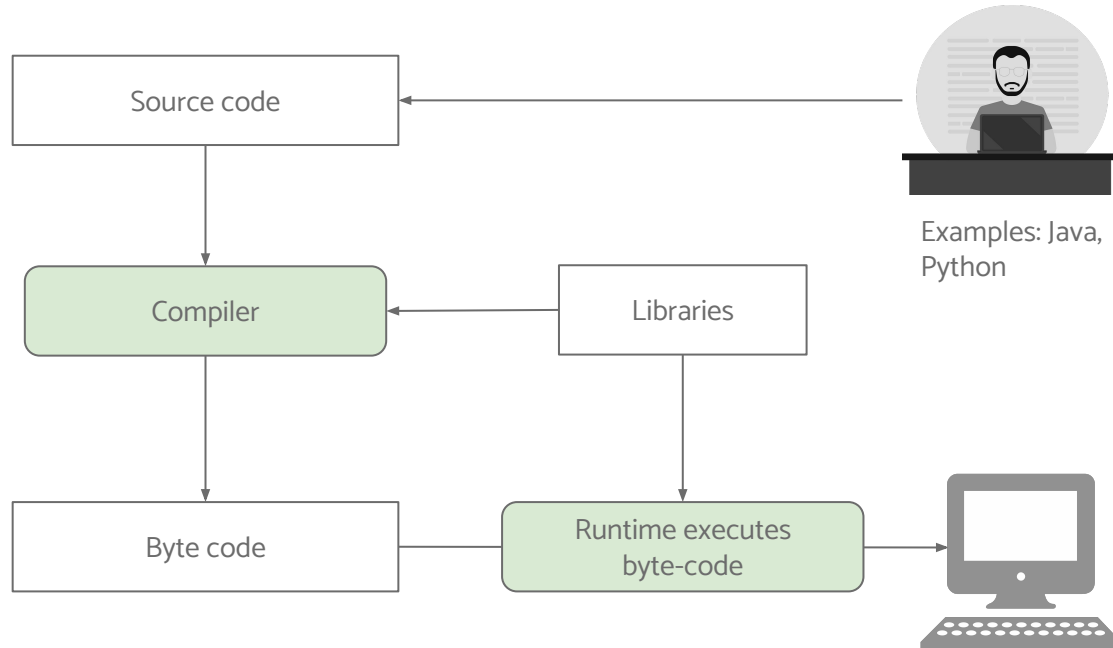 Source code
Examples: Java,
Python
Compiler
Libraries
Byte code
Runtime executes
byte-code